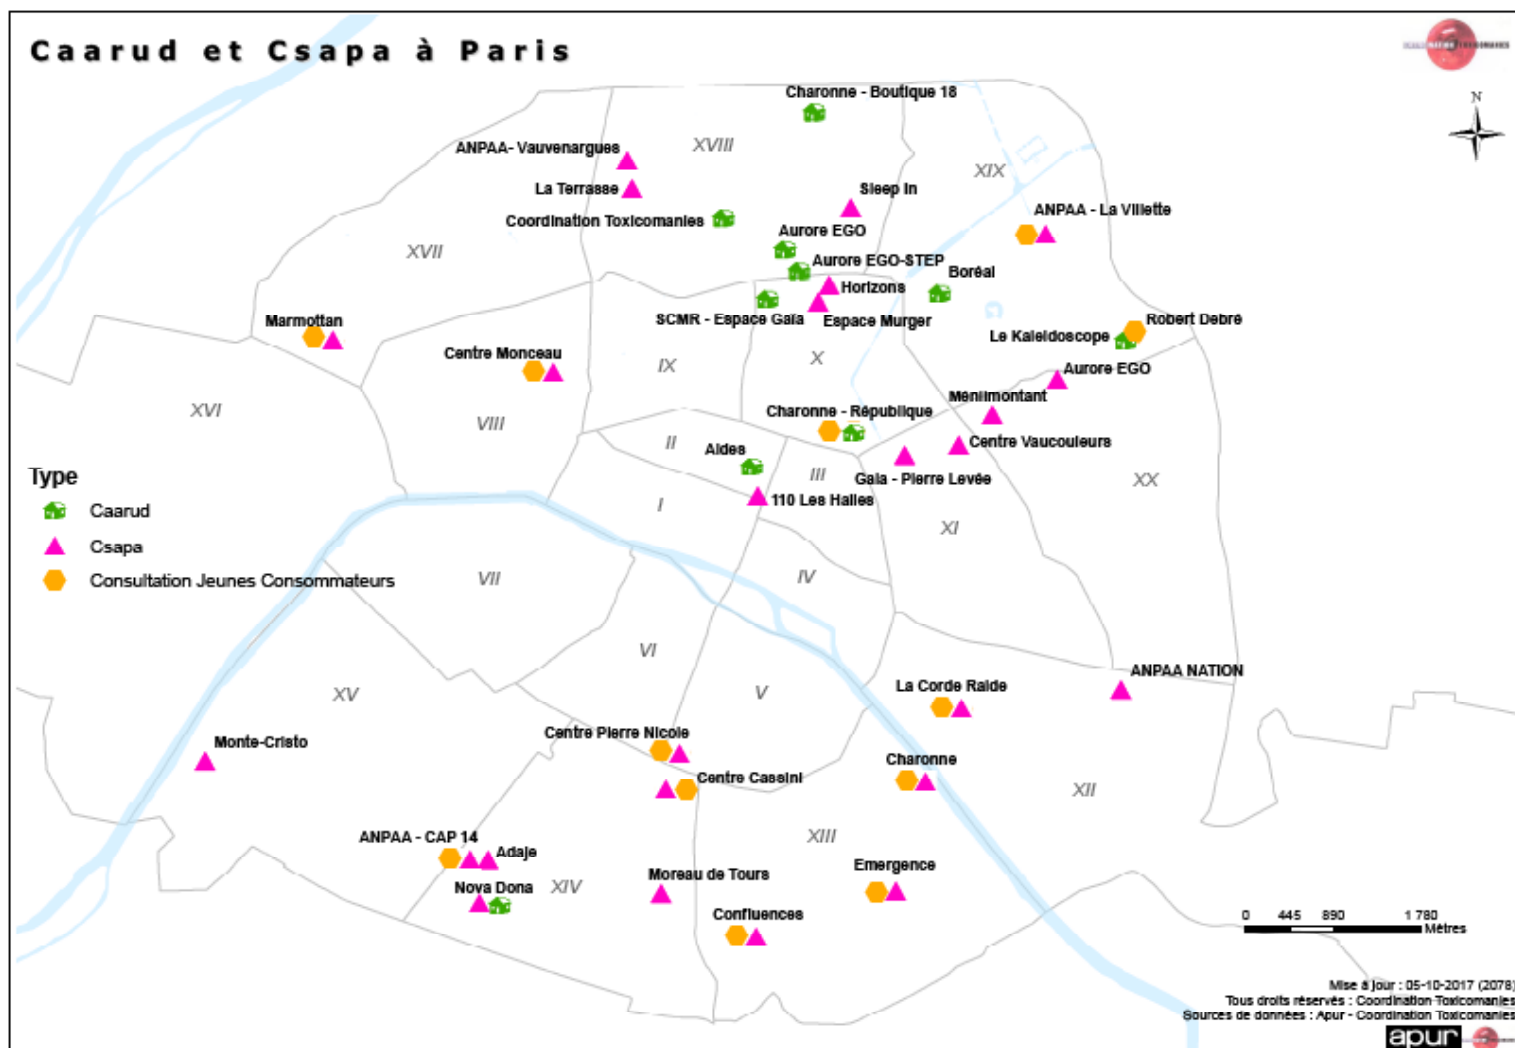 Caarud et Csapa à Paris
N
Charonne - Boutique 18
XVIII
ANPAA- Vauvenargues
XIX
La Terrasse
Sleep In
ANPAA - La Villette
Coordination Toxicomanies
Aurore EGO
XVII
Aurore EGO-STEP
Boréal
Horizons
SCMR - Espace Gaïa
Espace Murger
Marmottan
Robert Debré
Le Kaleidoscope
Centre Monceau
IX
X
Aurore EGO
Ménilmontant
XVI
VIII
Charonne - République
II
Aides
Centre Vaucouleurs
III
Gaia - Pierre Levée
XX
Type
110 Les Halles
I
Caarud
XI
Csapa
Consultation Jeunes Consommateurs
VII
IV
VI
V
ANPAA NATION
La Corde Raide
XV
Centre Pierre Nicole
Monte-Cristo
Charonne
Centre Cassini
XII
ANPAA - CAP 14
XIII
Adaje
Emergence
Nova Dona
XIV
Moreau de Tours
Confluences
0 445 890 1 780
Mètres
Mise à jour : 05-10-2017 (2078)
Tous droits réservés : Coordination Toxicomanies
Sources de données : Apur - Coordination Toxicomanies
apur